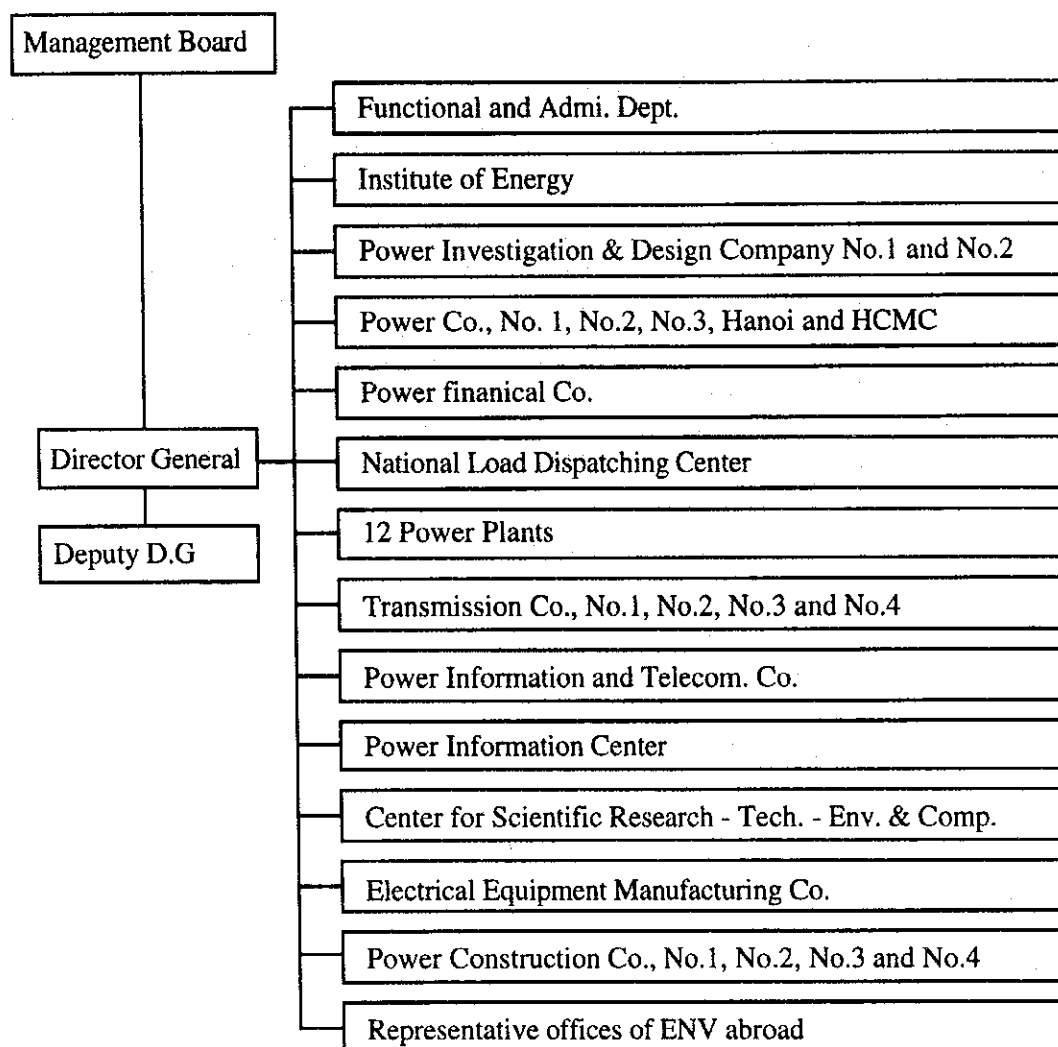 Management Board
Functional and Admi. Dept.
Institute of Energy
Power Investigation & Design Company No.1 and No.2
Power Co., No. 1, No.2, No.3, Hanoi and HCMC
Power finanical Co.
Director General
National Load Dispatching Center
Deputy D.G
12 Power Plants
Transmission Co., No.1, No.2, No.3 and No.4
Power Information and Telecom. Co.
Power Information Center
Center for Scientific Research - Tech. - Env. & Comp.
Electrical Equipment Manufacturing Co.
Power Construction Co., No.1, No.2, No.3 and No.4
Representative offices of ENV abroad